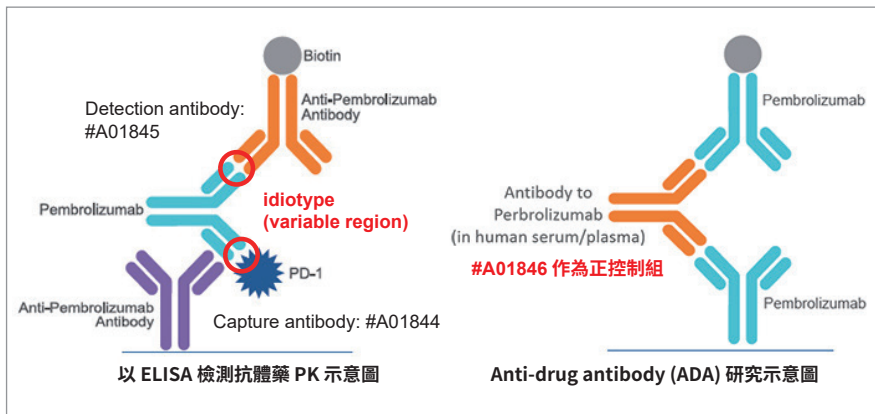 Biotin
Detection antibody:
#A01845
Anti-Pembrolizumab
Antibody
Pembrolizumab
idiotype
(variable region)
PD-1
Anti-Pembrolizumab
Antibody
Capture antibody: #A01844
以 ELISA 檢測抗體藥 PK 示意圖
Pembrolizumab
Antibody to
Perbrolizumab
(in human serum/plasma)
#A01846 作為正控制組
Pembrolizumab
Anti-drug antibody (ADA) 研究示意圖